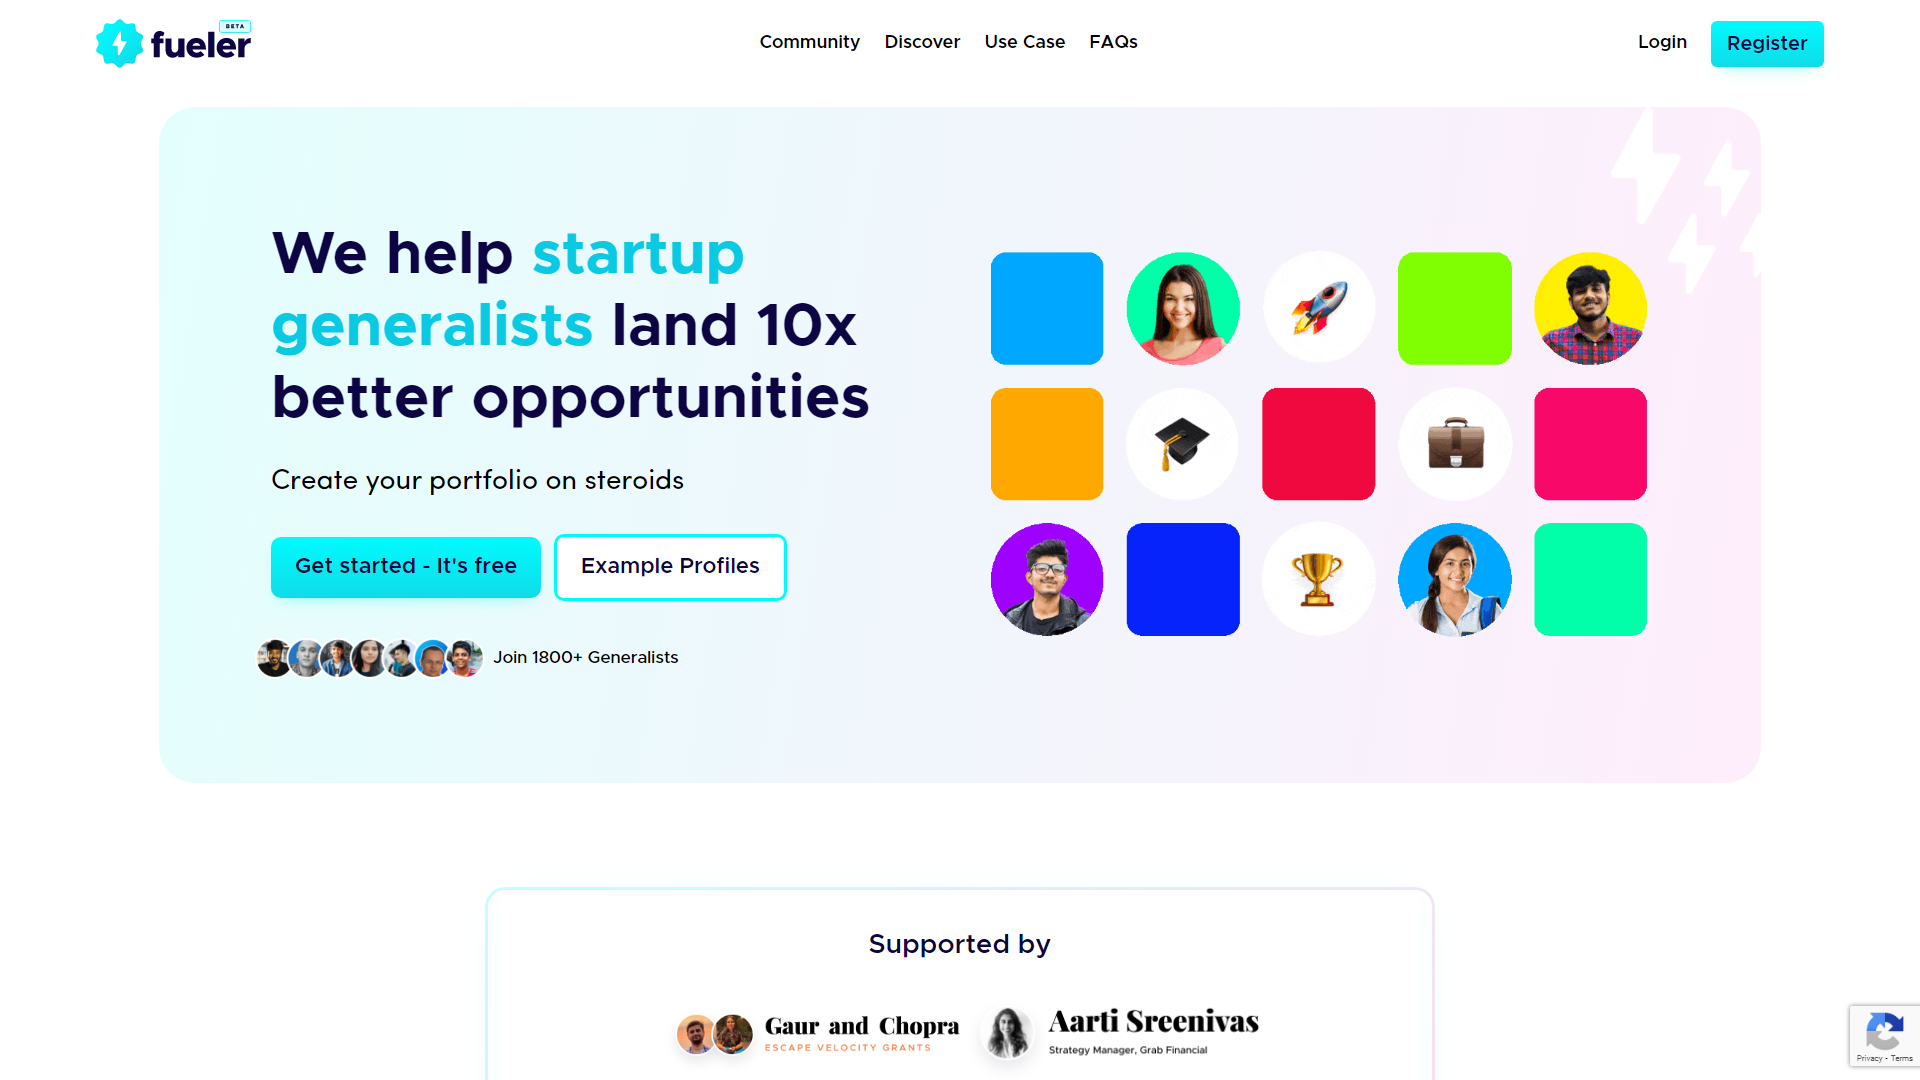 BETA
fueler
Community Discover Use Case FAQs
Login Register
We help startup
generalists land 10x
better opportunities
Create your portfolio on steroids
Get started - It's free Example Profiles
Join 1800+ Generalists
Supported by
Gaur and Chopra
ESCAPE VELOCITY GRANTS
Aarti Sreenivas
Strategy Manager, Grab Financial
Privacy - Terms